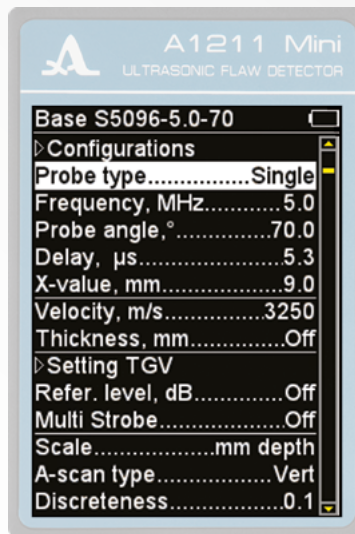 A1211 Mini
ULTRASONIC FLAW DETECTOR
Base S5096-5.0-70
▷Configurations
Probe type................Single
Frequency, MHz...........5.0
Probe angle,°...............70.0
Delay, µs......................5.3
X-value, mm.................9.0
Velocity, m/s................3250
Thickness, mm.............Off
▷Setting TGV
Refer. level, dB.............Off
Multi Strobe..................Off
Scale...................mm depth
A-scan type.................Vert
Discreteness.................0.1